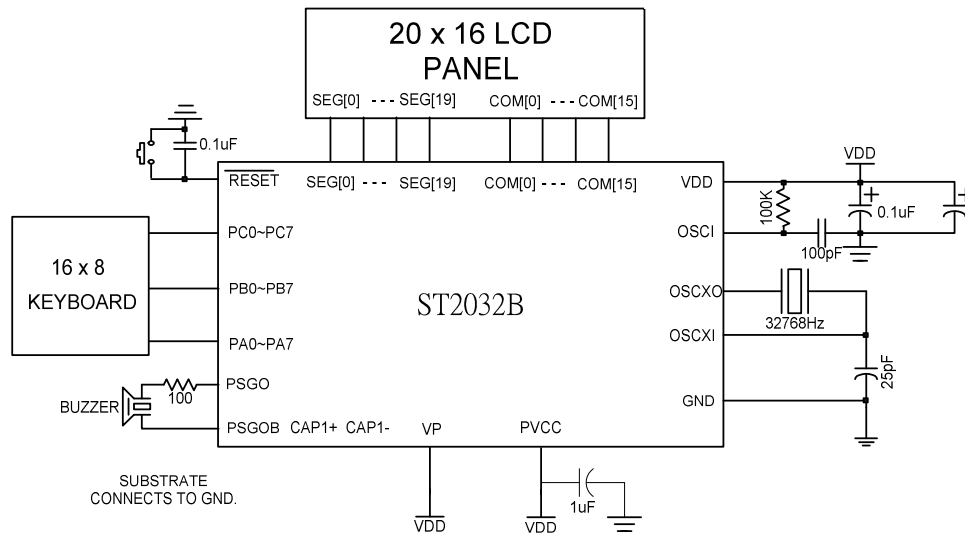 20 x 16 LCD
PANEL
SEG[0] --- SEG[19] COM[0] --- COM[15]
0.1uF
RESET
SEG[0] --- SEG[19] COM[0] --- COM[15]
VDD
VDD
100K
0.1uF
OSCI
100pF
PC0~PC7
16 x 8
KEYBOARD
PB0~PB7
PA0~PA7
ST2032B
OSCXO
32768Hz
OSCXI
25pF
GND
PSGO
100
BUZZER
PSGOB CAP1+ CAP1- VP PVCC
SUBSTRATE
CONNECTS TO GND.
1uF
VDD
VDD